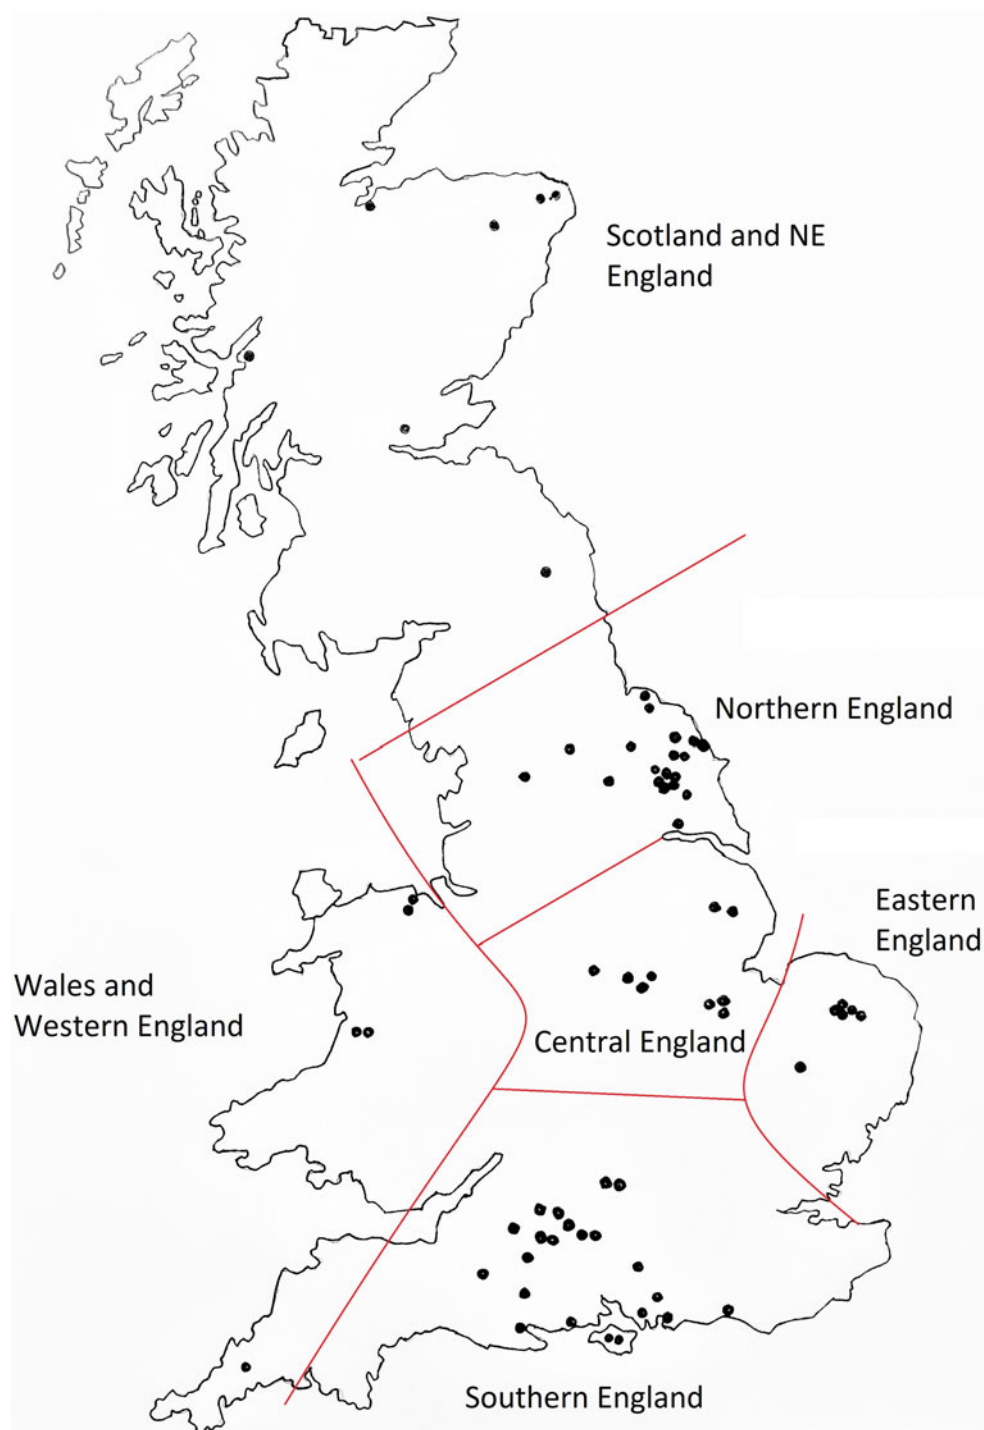 Scotland and NE
England
Northern England
Eastern
England
Wales and
Western England
Central England
Southern England